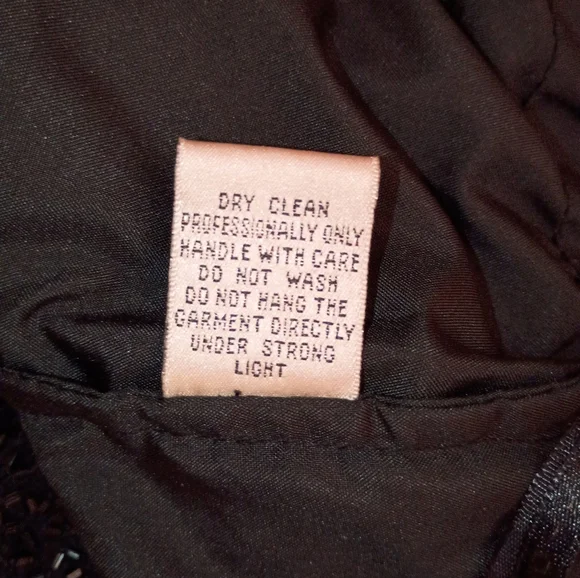 DRY CLEAN
PROFESSIONALLY ONLY
HANDLE WITH CARE
DO NOT WASH
DO NOT HANG THE
GARMENT DIRECTLY
UNDER STRONG
LIGHT